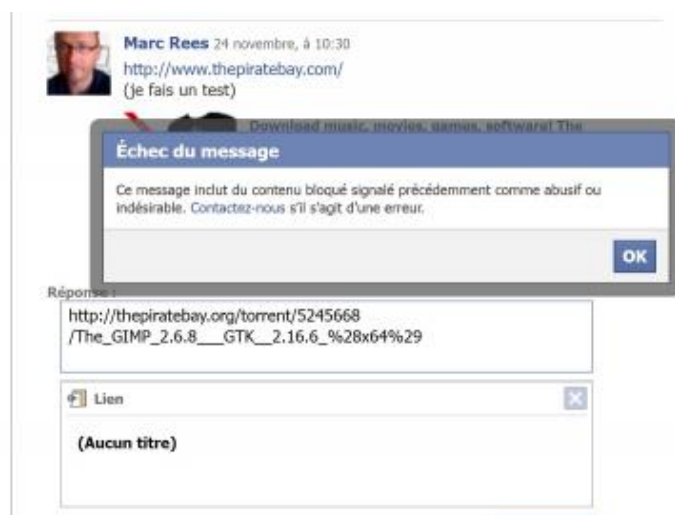 Marc Rees 24 novembre, à 10:30
http://www.thepiratebay.com/
(je fais un test)
Download music, movies, games, software! The
Échec du message
Ce message inclut du contenu bloqué signalé précédemment comme abusif ou
indésirable. Contactez-nous s'il s'agit d'une erreur.
OK
Réponse :
http://thepiratebay.org/torrent/5245668
/The_GIMP_2.6.8___GTK__2.16.6_%28x64%29
Lien
(Aucun titre)